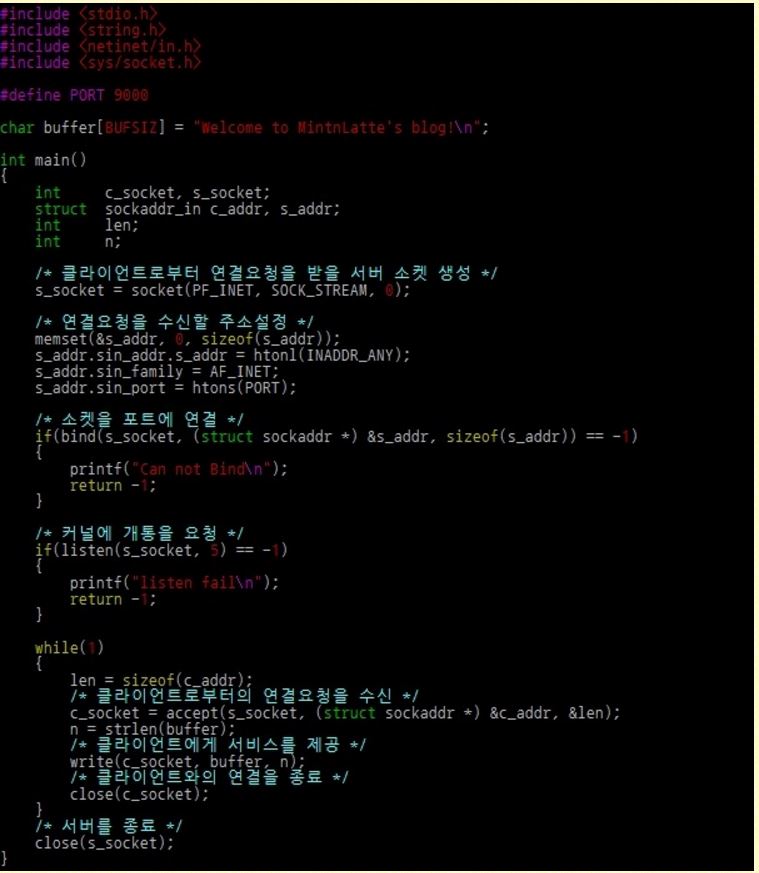 #include <stdio.h>
#include <string.h>
#include <netinet/in.h>
#include <sys/socket.h>
#define PORT 9000
char buffer[BUFSIZ] = "Welcome to MintnLatte's blog!\n";
int main()
{
int c_socket, s_socket;
struct sockaddr_in c_addr, s_addr;
int len;
int n;
/* 클라이언트로부터 연결요청을 받을 서버 소켓 생성 */
s_socket = socket(PF_INET, SOCK_STREAM, 0);
/* 연결요청을 수신할 주소설정 */
memset(&s_addr, 0, sizeof(s_addr));
s_addr.sin_addr.s_addr = htonl(INADDR_ANY);
s_addr.sin_family = AF_INET;
s_addr.sin_port = htons(PORT);
/* 소켓을 포트에 연결 */
if(bind(s_socket, (struct sockaddr *) &s_addr, sizeof(s_addr)) == -1)
{
printf("Can not Bind\n");
return -1;
}
/* 커널에 개통을 요청 */
if(listen(s_socket, 5) == -1)
{
printf("listen fail\n");
return -1;
}
while(1)
{
len = sizeof(c_addr);
/* 클라이언트로부터의 연결요청을 수신 */
c_socket = accept(s_socket, (struct sockaddr *) &c_addr, &len);
n = strlen(buffer);
/* 클라이언트에게 서비스를 제공 */
write(c_socket, buffer, n);
/* 클라이언트와의 연결을 종료 */
close(c_socket);
}
/* 서버를 종료 */
close(s_socket);
}